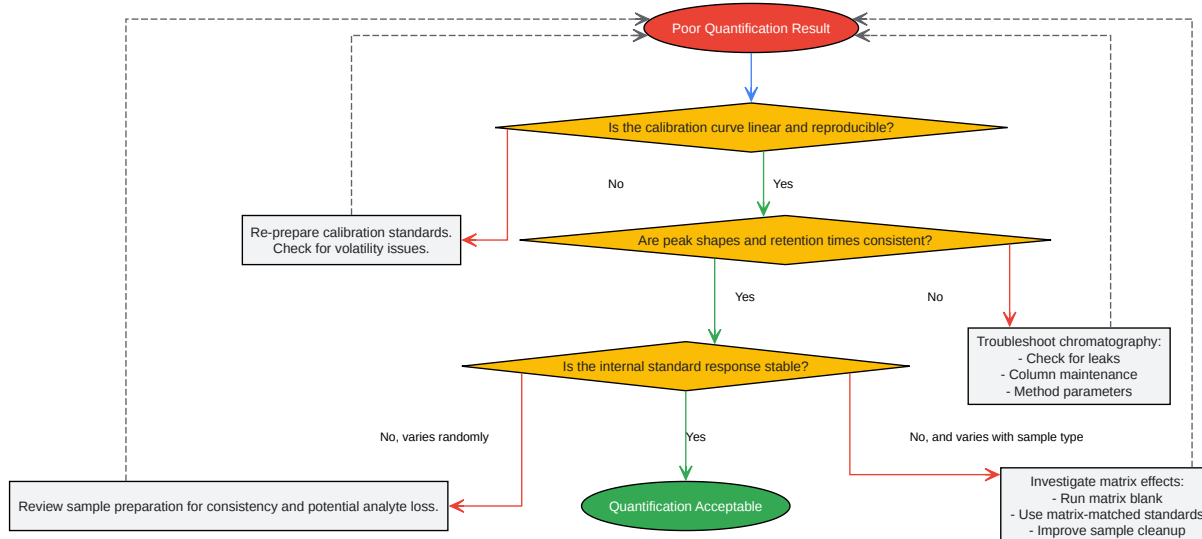 Poor Quantification Result
Is the calibration curve linear and reproducible?
No
Yes
Re-prepare calibration standards.
Check for volatility issues.
Are peak shapes and retention times consistent?
Yes
No
Troubleshoot chromatography:
- Check for leaks
- Column maintenance
- Method parameters
Is the internal standard response stable?
No, varies randomly
Yes
No, and varies with sample type
Review sample preparation for consistency and potential analyte loss.
Quantification Acceptable
Investigate matrix effects:
- Run matrix blank
- Use matrix-matched standards
- Improve sample cleanup